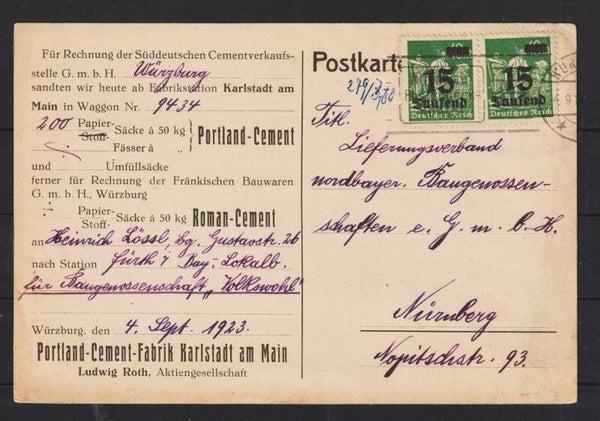 Für Rechnung der Süddeutschen Cementverkaufs-
stelle G. m. b. H. Würzburg
sandten wir heute ab Fabrikstation Karlstadt am
Main in Waggon Nr. 9434
200 Papier- Stoff- Säcke à 50 kg
Fässer à „
Portland-Cement
und Umfüllsäcke
ferner für Rechnung der Fränkischen Bauwaren
G. m. b. H., Würzburg
Papier- Stoff- Säcke à 50 kg Roman-Cement
an Heinrich Lössl, bg. Gustavstr. 26
nach Station Fürth i/ Bay. Lokalb.
für Baugenossenschaft „Volkswohl"
Würzburg, den 4. Sept. 1923.
Portland-Cement-Fabrik Karlstadt am Main
Ludwig Roth, Aktiengesellschaft
Postkarte
15 Tausend
Deutsches Reich
15 Tausend
Deutsches Reich
Titl.
Lieferungsverband
nordbayer. Baugenossen-
schaften e. G. m. b. H.
Nürnberg
Nopitschstr. 93.